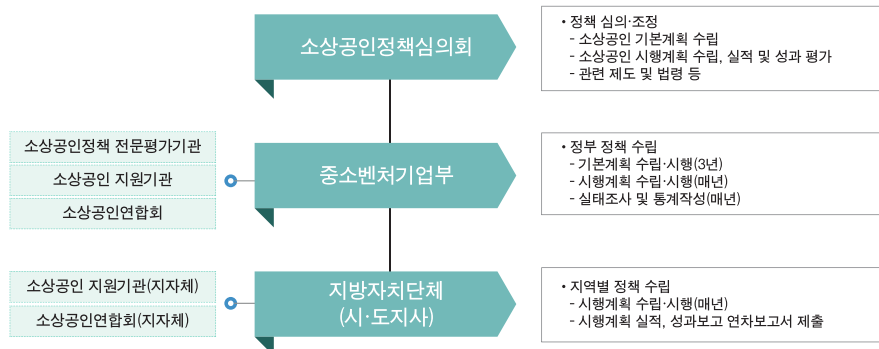 소상공인정책심의회
• 정책 심의·조정
- 소상공인 기본계획 수립
- 소상공인 시행계획 수립, 실적 및 성과 평가
- 관련 제도 및 법령 등
소상공인정책 전문평가기관
소상공인 지원기관
소상공인연합회
중소벤처기업부
• 정부 정책 수립
- 기본계획 수립·시행(3년)
- 시행계획 수립·시행(매년)
- 실태조사 및 통계작성(매년)
소상공인 지원기관(지자체)
소상공인연합회(지자체)
지방자치단체
(시·도지사)
• 지역별 정책 수립
- 시행계획 수립·시행(매년)
- 시행계획 실적, 성과보고 연차보고서 제출